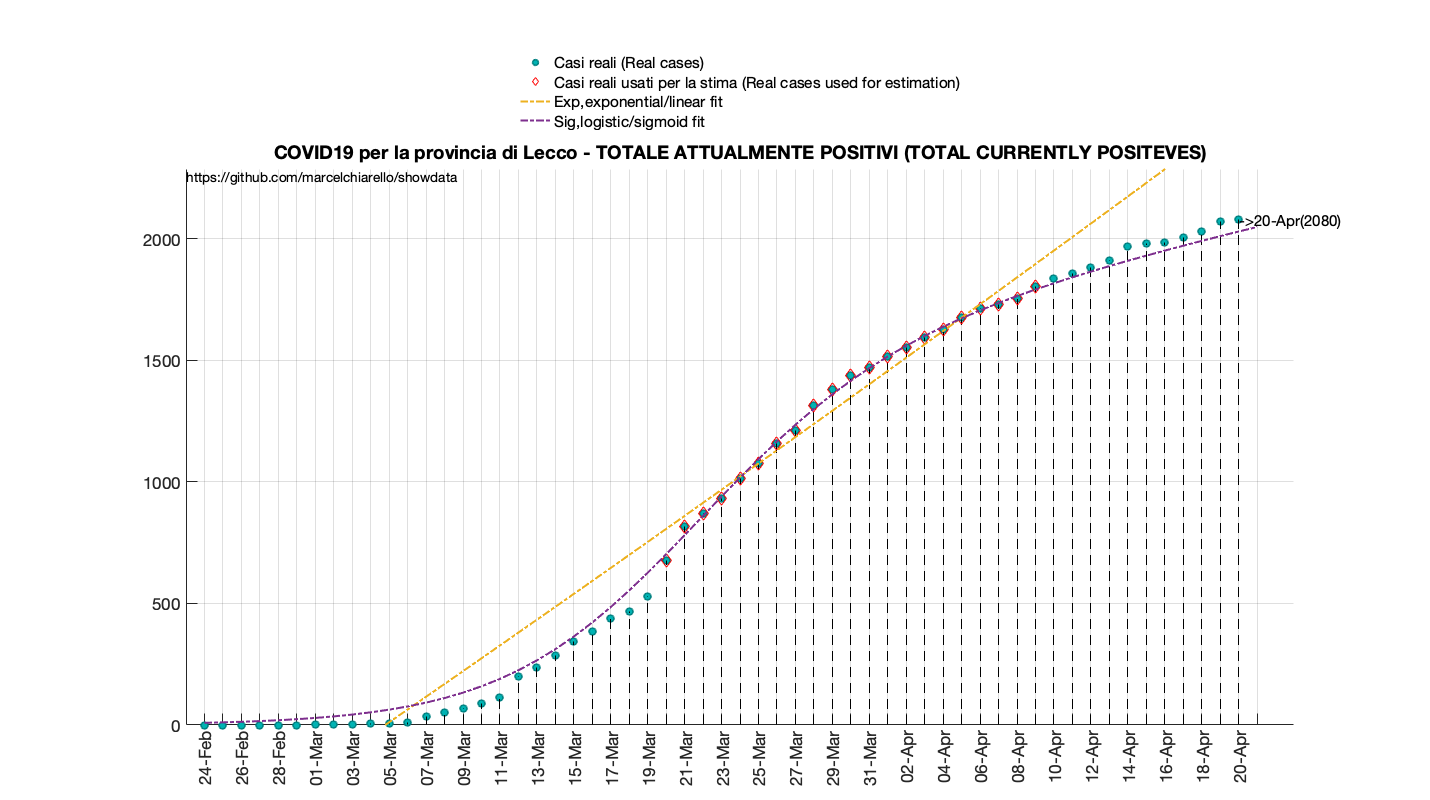 Casi reali (Real cases)
Casi reali usati per la stima (Real cases used for estimation)
Exp,exponential/linear fit
Sig,logistic/sigmoid fit
COVID19 per la provincia di Lecco - TOTALE ATTUALMENTE POSITIVI (TOTAL CURRENTLY POSITEVES)
https://github.com/marcelchiarello/showdata
->20-Apr(2080)
2000
1500
1000
500
0
24-Feb
26-Feb
28-Feb
01-Mar
03-Mar
05-Mar
07-Mar
09-Mar
11-Mar
13-Mar
15-Mar
17-Mar
19-Mar
21-Mar
23-Mar
25-Mar
27-Mar
29-Mar
31-Mar
02-Apr
04-Apr
06-Apr
08-Apr
10-Apr
12-Apr
14-Apr
16-Apr
18-Apr
20-Apr